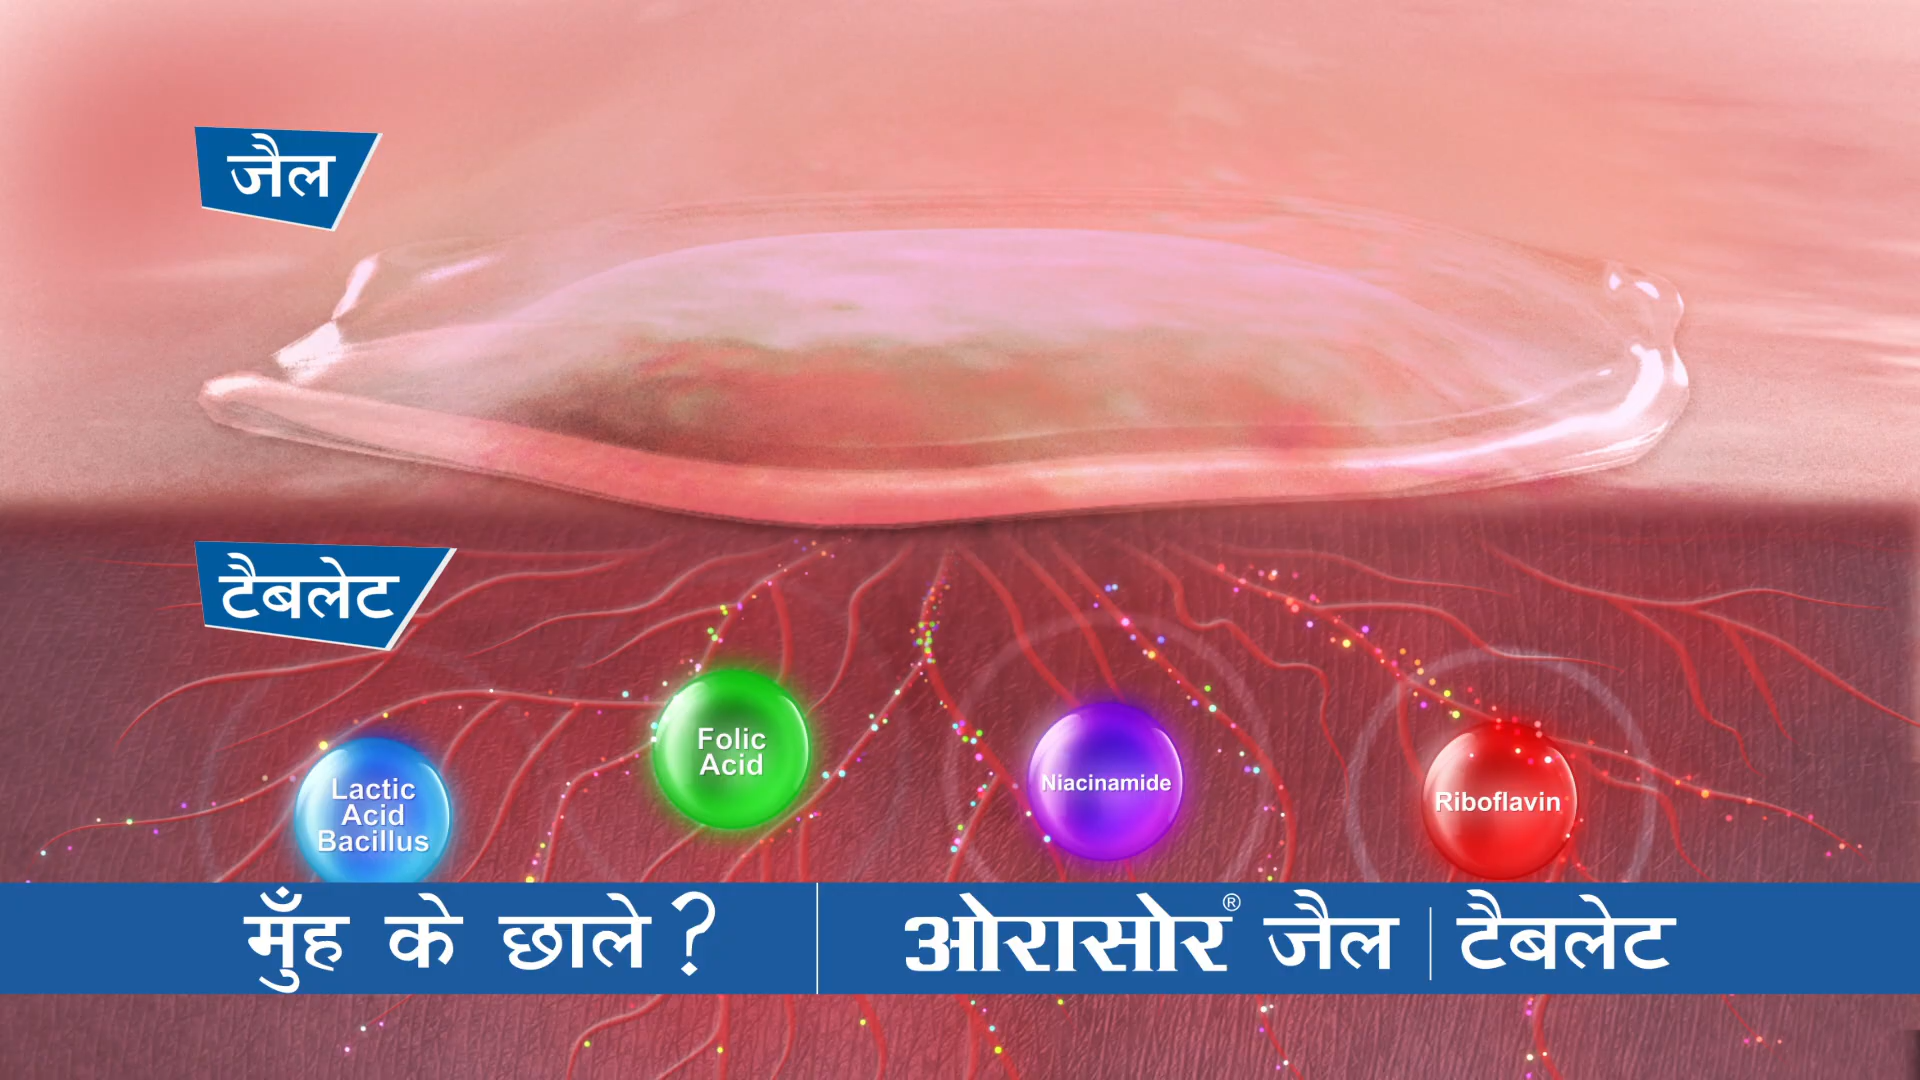 जैल
टैबलेट
Folic
Acid
Niacinamide
Lactic
Acid
Bacillus
Riboflavin
मुँह के छाले?
ओरासोर® जैल | टैबलेट